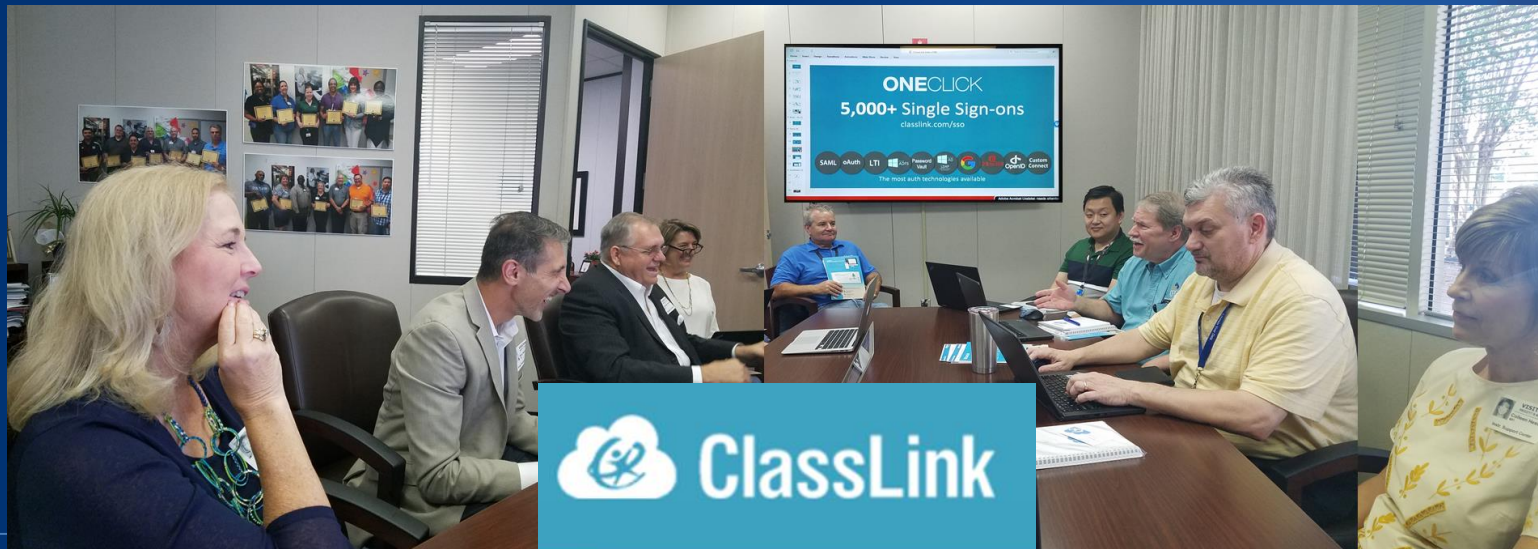 ONECLICK
5,000+ Single Sign-ons
classlink.com/sso
SAML
oAuth
LTI
Password
Vault
OpenID
Custom
Connect
The most auth technologies available
ClassLink